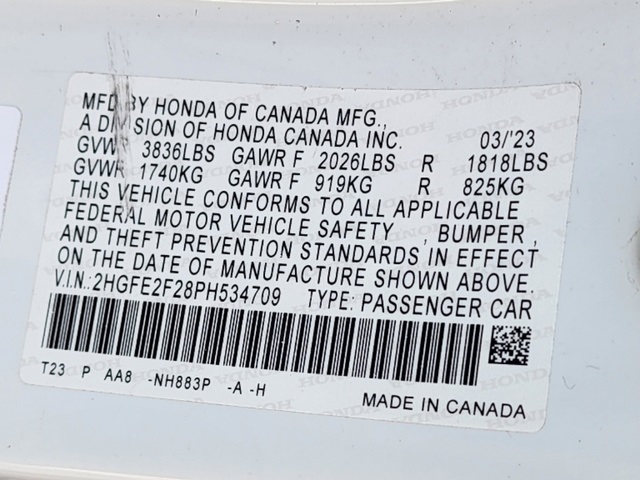 MFD BY HONDA OF CANADA MFG.,
A DIVISION OF HONDA CANADA INC. 03/'23
GVWR 3836LBS GAWR F 2026LBS R 1818LBS
GVWR 1740KG GAWR F 919KG R 825KG
THIS VEHICLE CONFORMS TO ALL APPLICABLE
FEDERAL MOTOR VEHICLE SAFETY , BUMPER ,
AND THEFT PREVENTION STANDARDS IN EFFECT
ON THE DATE OF MANUFACTURE SHOWN ABOVE.
V.I.N.:2HGFE2F28PH534709 TYPE: PASSENGER CAR
T23 P AA8 -NH883P -A -H
MADE IN CANADA